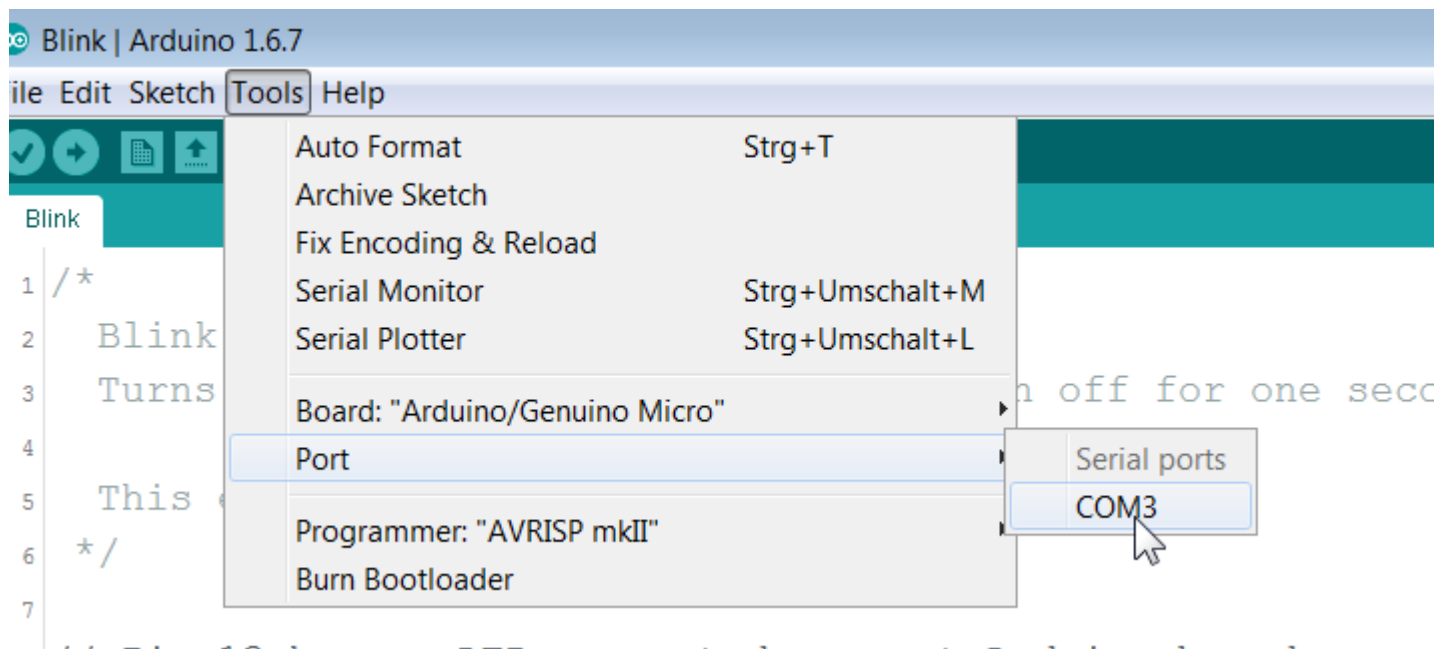 Blink | Arduino 1.6.7
ile Edit Sketch Tools Help
Auto Format Strg+T
Archive Sketch
Fix Encoding & Reload
Serial Monitor Strg+Umschalt+M
Serial Plotter Strg+Umschalt+L
Board: "Arduino/Genuino Micro"
Port
Serial ports
COM3
Programmer: "AVRISP mkII"
Burn Bootloader
Blink
1 /*
2 Blink
3 Turns n off for one seco
4
5 This
6 */
7